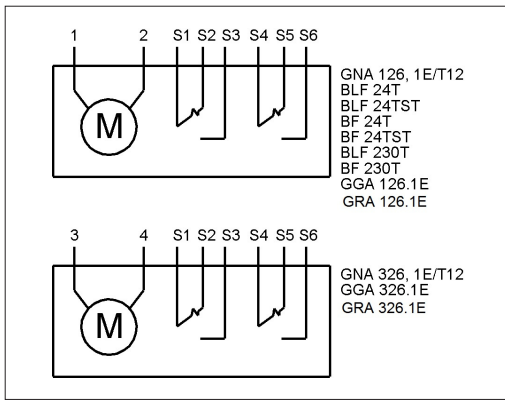 1 2 S1 S2 S3 S4 S5 S6
GNA 126, 1E/T12
BLF 24T
BLF 24TST
BF 24T
BF 24TST
BLF 230T
BF 230T
GGA 126.1E
GRA 126.1E
M
3 4 S1 S2 S3 S4 S5 S6
GNA 326, 1E/T12
GGA 326.1E
GRA 326.1E
M